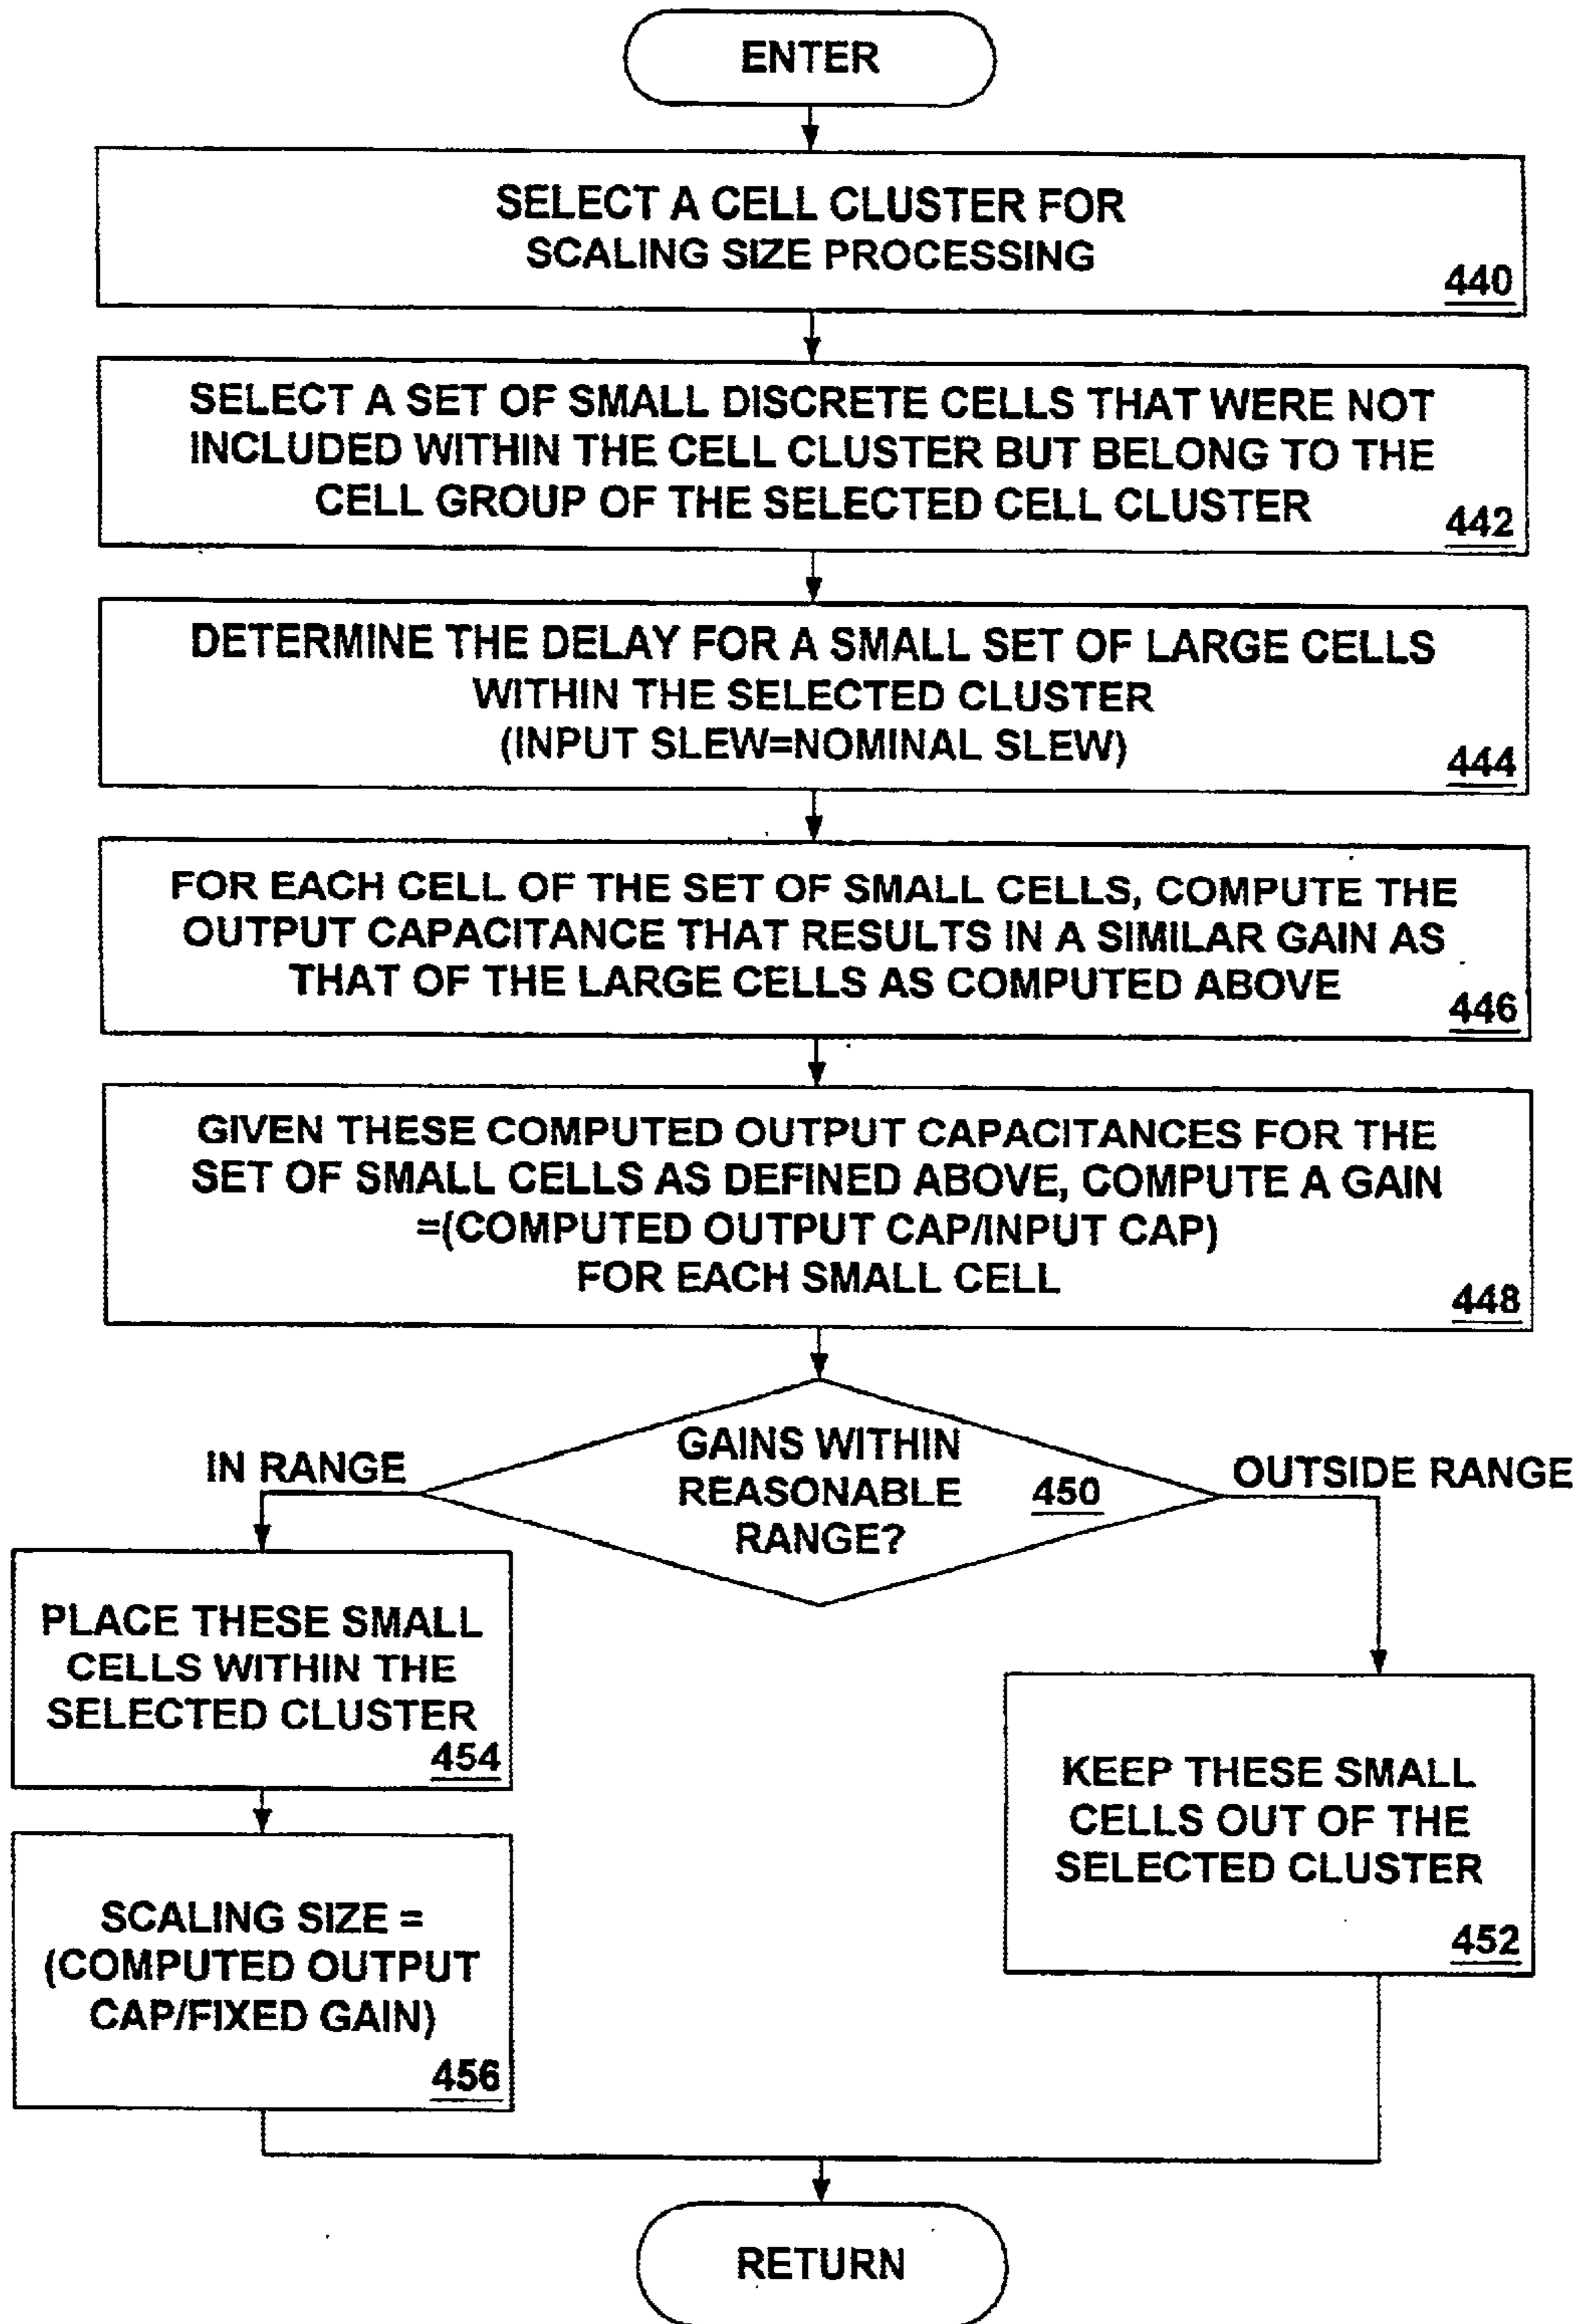 ENTER
SELECT A CELL CLUSTER FOR
SCALING SIZE PROCESSING
440
SELECT A SET OF SMALL DISCRETE CELLS THAT WERE NOT
INCLUDED WITHIN THE CELL CLUSTER BUT BELONG TO THE
CELL GROUP OF THE SELECTED CELL CLUSTER
442
DETERMINE THE DELAY FOR A SMALL SET OF LARGE CELLS
WITHIN THE SELECTED CLUSTER
(INPUT SLEW=NOMINAL SLEW)
444
FOR EACH CELL OF THE SET OF SMALL CELLS, COMPUTE THE
OUTPUT CAPACITANCE THAT RESULTS IN A SIMILAR GAIN AS
THAT OF THE LARGE CELLS AS COMPUTED ABOVE
446
GIVEN THESE COMPUTED OUTPUT CAPACITANCES FOR THE
SET OF SMALL CELLS AS DEFINED ABOVE, COMPUTE A GAIN
=(COMPUTED OUTPUT CAP/INPUT CAP)
FOR EACH SMALL CELL
448
GAINS WITHIN
REASONABLE
RANGE?
450
IN RANGE
OUTSIDE RANGE
PLACE THESE SMALL
CELLS WITHIN THE
SELECTED CLUSTER
454
SCALING SIZE =
(COMPUTED OUTPUT
CAP/FIXED GAIN)
456
KEEP THESE SMALL
CELLS OUT OF THE
SELECTED CLUSTER
452
RETURN